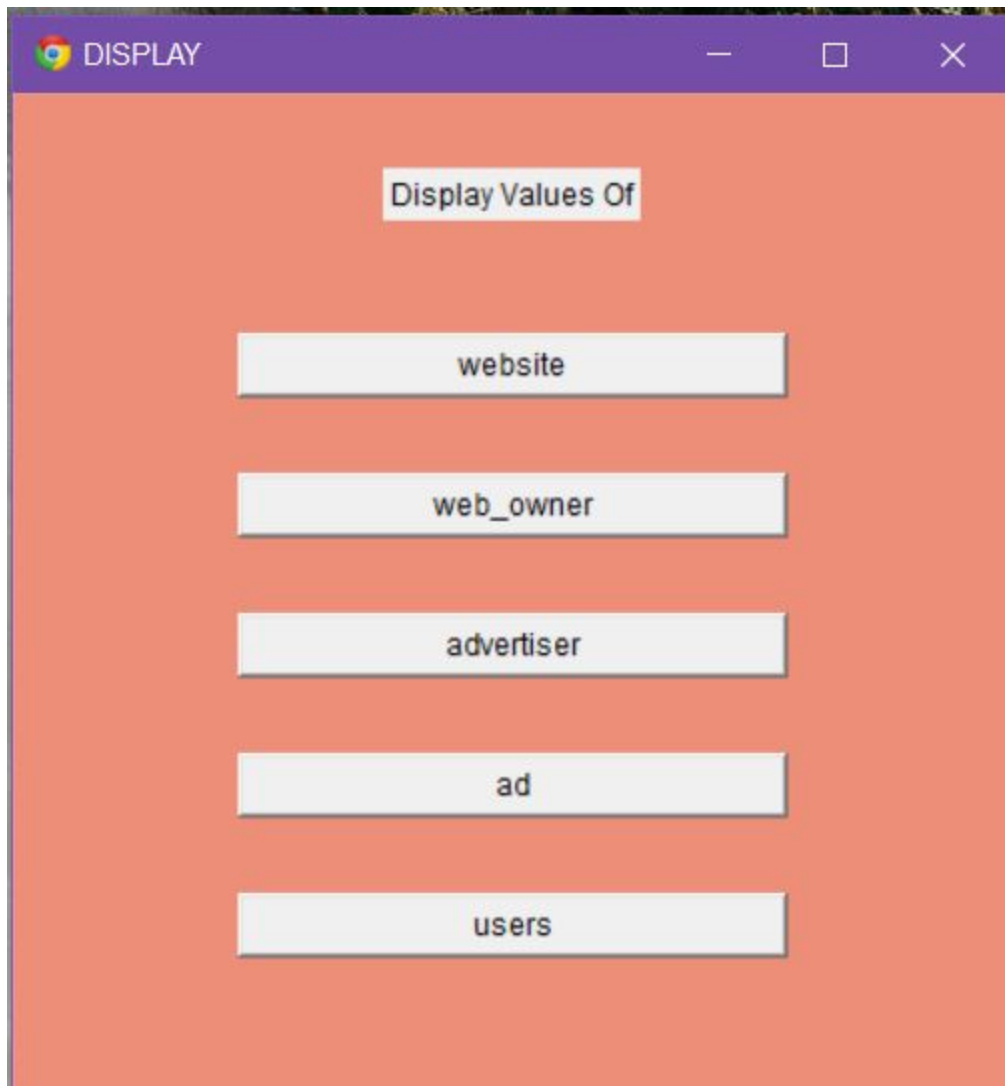 DISPLAY
Display Values Of
website
web_owner
advertiser
ad
users